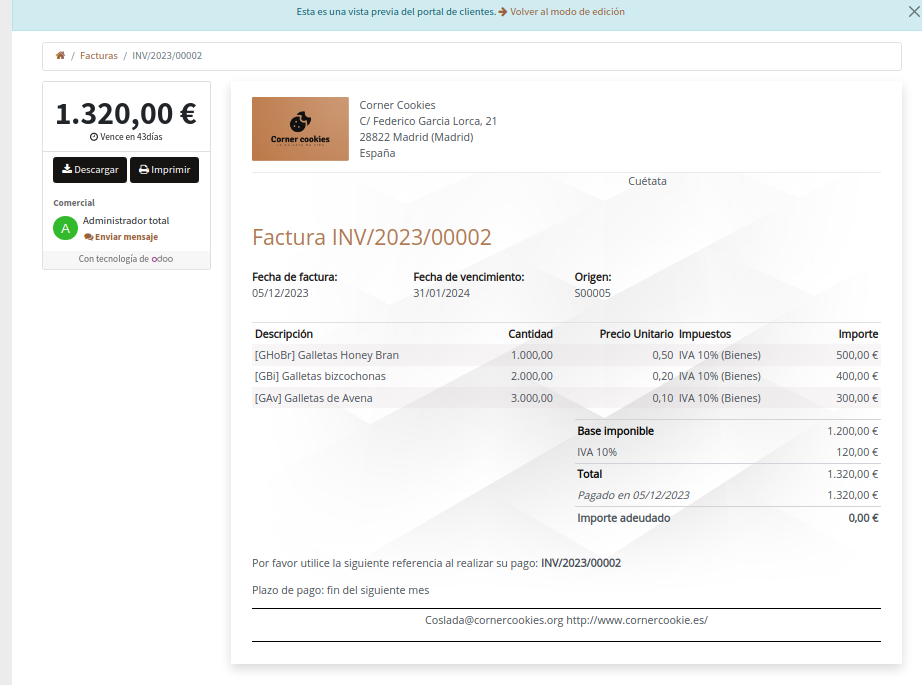 Esta es una vista previa del portal de clientes. Volver al modo de edición
/ Facturas / INV/2023/00002
1.320,00 €
Vence en 43días
Descargar Imprimir
Comercial
A Administrador total
Enviar mensaje
Con tecnología de odoo
Corner cookies
Corner Cookies
C/ Federico Garcia Lorca, 21
28822 Madrid (Madrid)
España
Cuétata
Factura INV/2023/00002
Fecha de factura: Fecha de vencimiento: Origen:
05/12/2023 31/01/2024 S00005
Descripción Cantidad Precio Unitario Impuestos Importe
[GHoBr] Galletas Honey Bran 1.000,00 0,50 IVA 10% (Bienes) 500,00 €
[GBi] Galletas bizcochonas 2.000,00 0,20 IVA 10% (Bienes) 400,00 €
[GAv] Galletas de Avena 3.000,00 0,10 IVA 10% (Bienes) 300,00 €
Base imponible 1.200,00 €
IVA 10% 120,00 €
Total 1.320,00 €
Pagado en 05/12/2023 1.320,00 €
Importe adeudado 0,00 €
Por favor utilice la siguiente referencia al realizar su pago: INV/2023/00002
Plazo de pago: fin del siguiente mes
Coslada@cornercookies.org http://www.cornercookie.es/